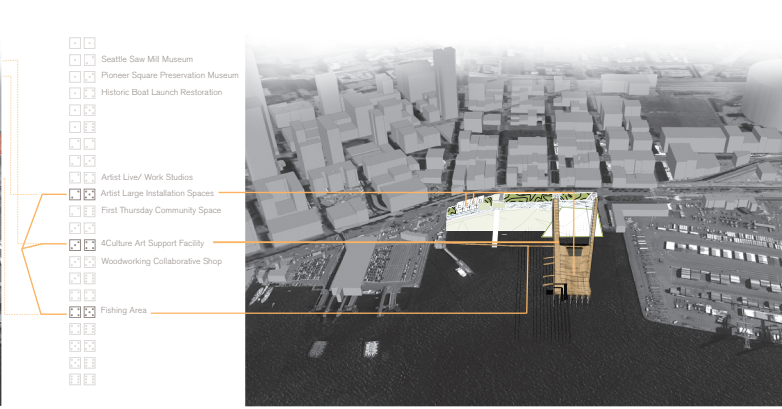 Seattle Saw Mill Museum
Pioneer Square Preservation Museum
Historic Boat Launch Restoration
Artist Live/ Work Studios
Artist Large Installation Spaces
First Thursday Community Space
4Culture Art Support Facility
Woodworking Collaborative Shop
Fishing Area